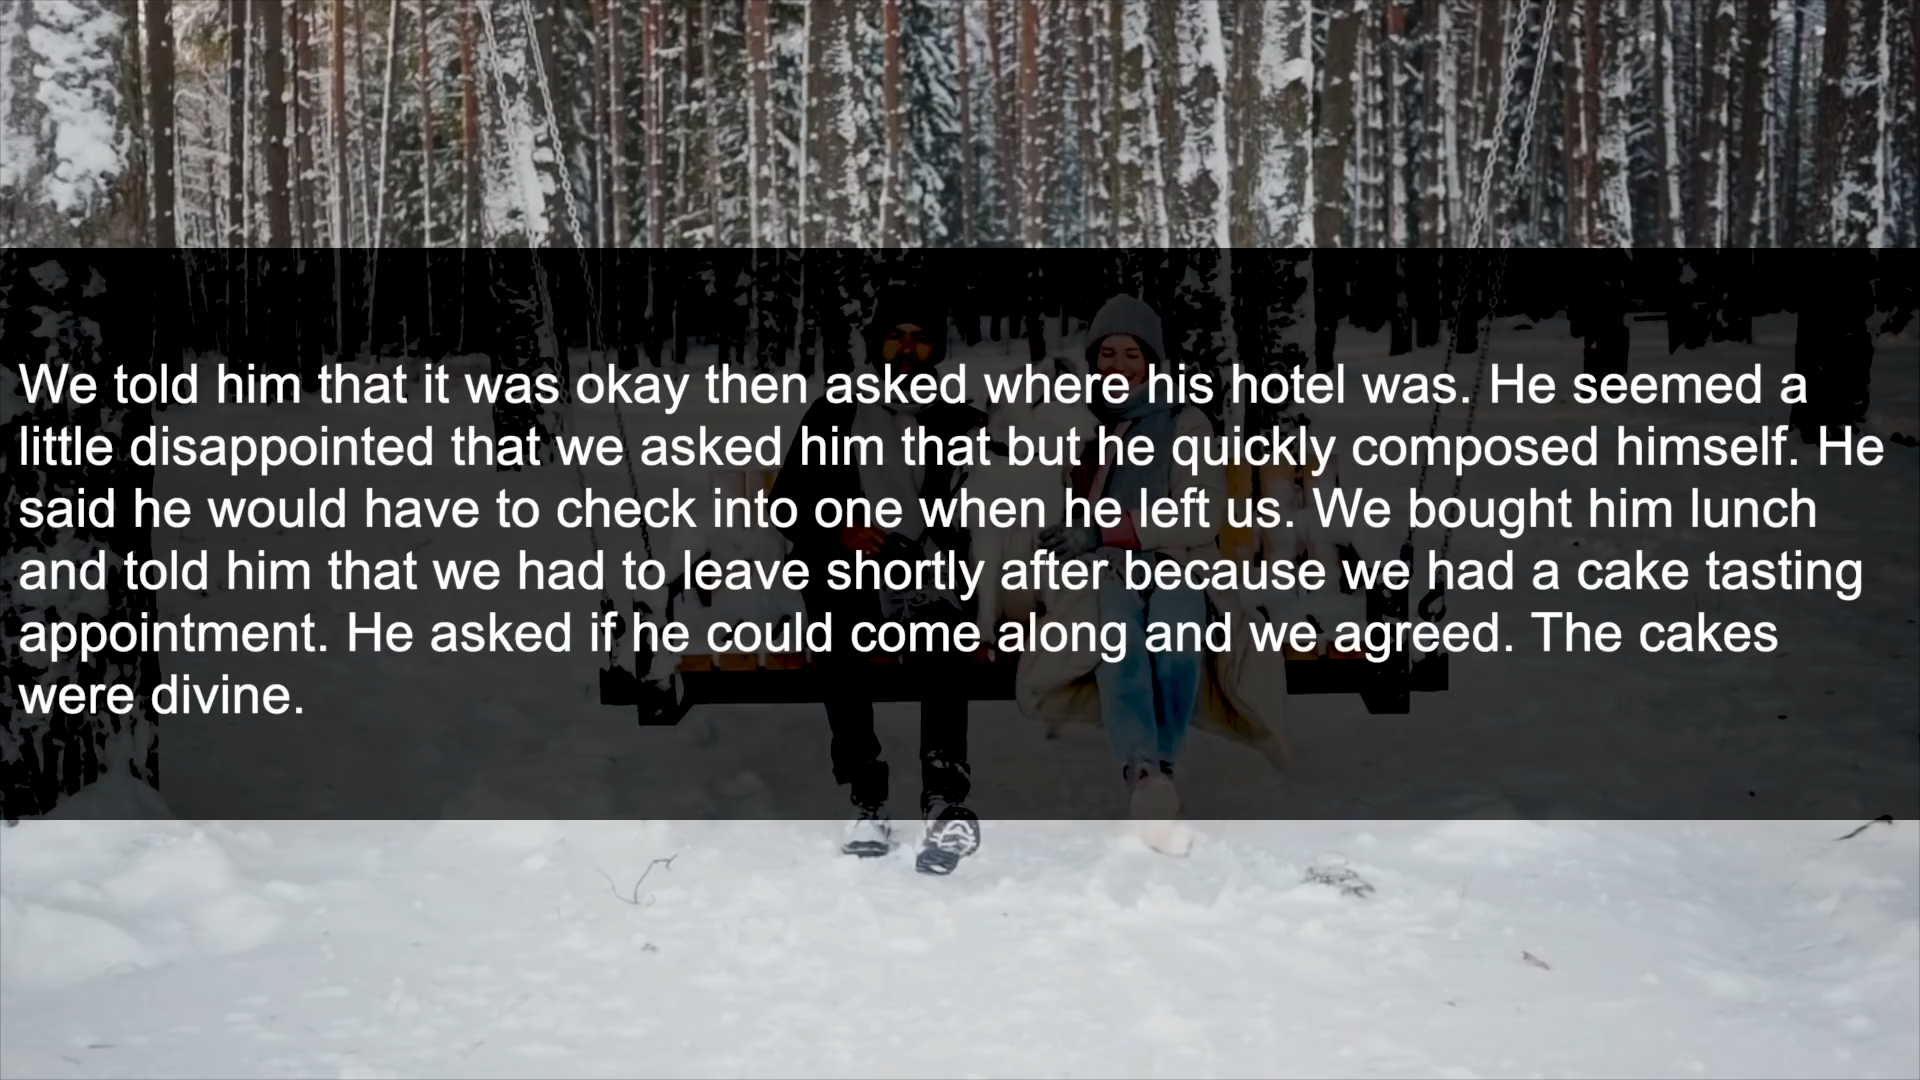 We told him that it was okay then asked where his hotel was. He seemed a
little disappointed that we asked him that but he quickly composed himself. He
said he would have to check into one when he left us. We bought him lunch
and told him that we had to leave shortly after because we had a cake tasting
appointment. He asked if he could come along and we agreed. The cakes
were divine.